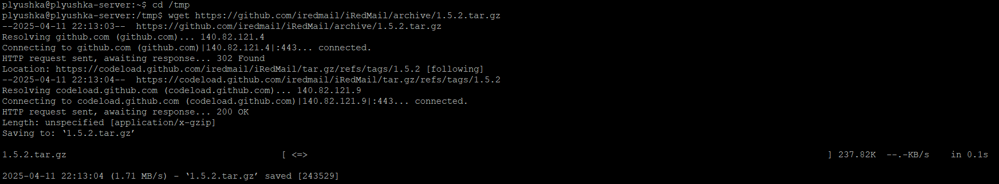 plyushka@plyushka-server:~$ cd /tmp
plyushka@plyushka-server:/tmp$ wget https://github.com/iredmail/iRedMail/archive/1.5.2.tar.gz
--2025-04-11 22:13:03--  https://github.com/iredmail/iRedMail/archive/1.5.2.tar.gz
Resolving github.com (github.com)... 140.82.121.4
Connecting to github.com (github.com)|140.82.121.4|:443... connected.
HTTP request sent, awaiting response... 302 Found
Location: https://codeload.github.com/iredmail/iRedMail/tar.gz/refs/tags/1.5.2 [following]
--2025-04-11 22:13:04--  https://codeload.github.com/iredmail/iRedMail/tar.gz/refs/tags/1.5.2
Resolving codeload.github.com (codeload.github.com)... 140.82.121.9
Connecting to codeload.github.com (codeload.github.com)|140.82.121.9|:443... connected.
HTTP request sent, awaiting response... 200 OK
Length: unspecified [application/x-gzip]
Saving to: ‘1.5.2.tar.gz’
1.5.2.tar.gz                                        [ <=>                                                                                                 ] 237.82K  --.-KB/s    in 0.1s
2025-04-11 22:13:04 (1.71 MB/s) - ‘1.5.2.tar.gz’ saved [243529]